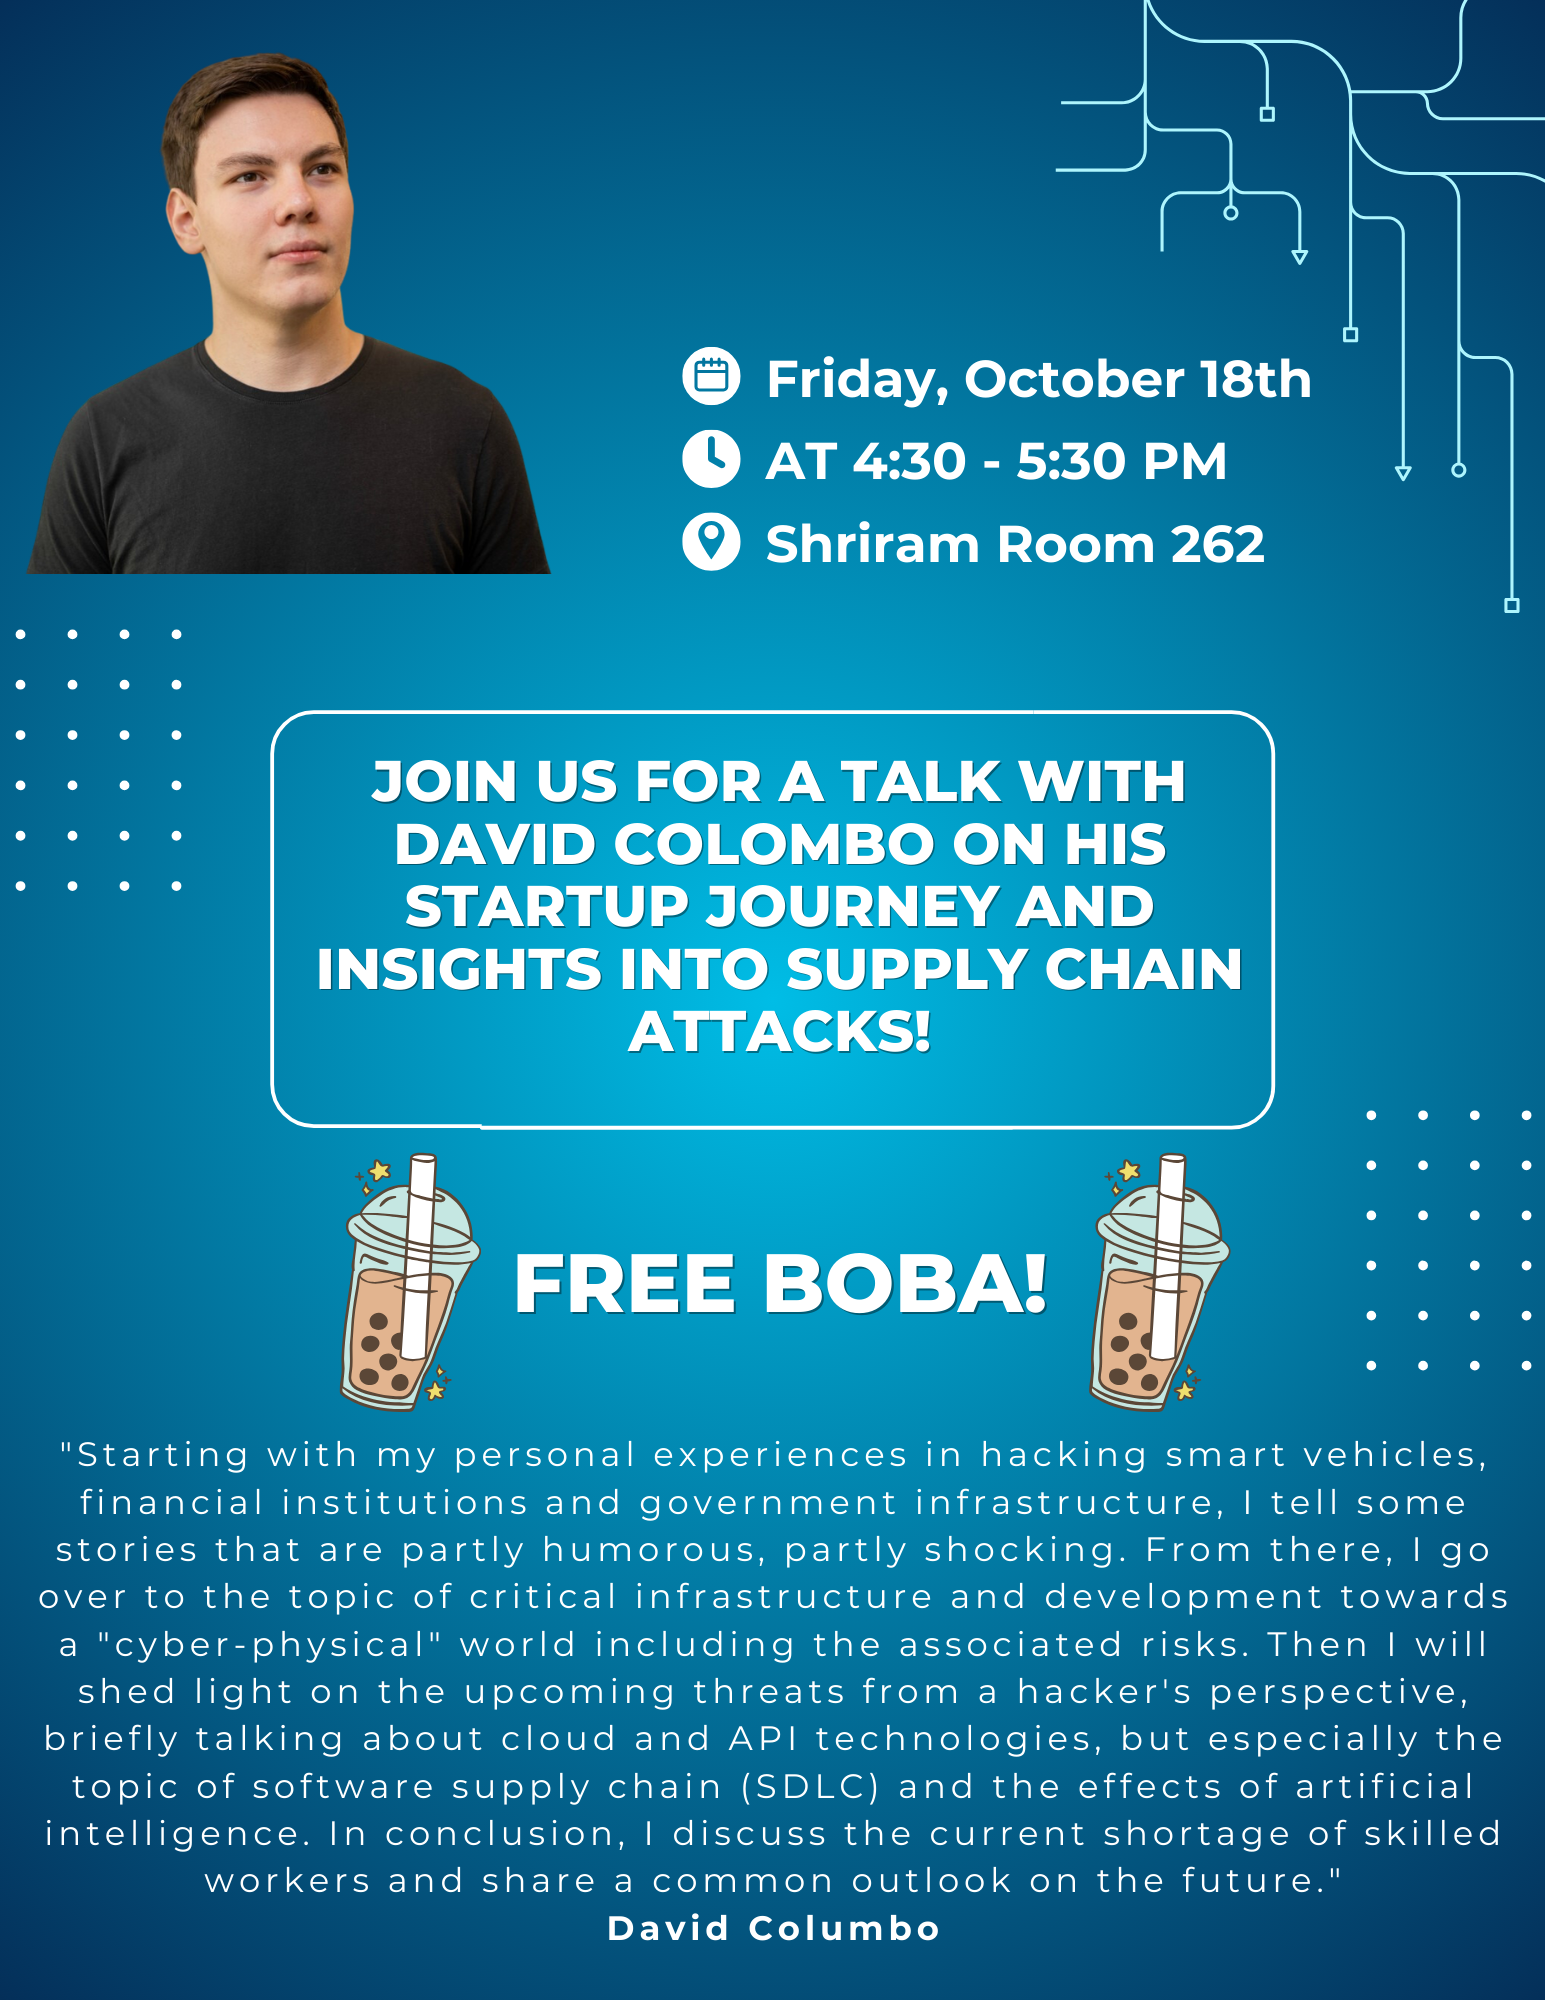 Friday, October 18th
AT 4:30 - 5:30 PM
Shriram Room 262
JOIN US FOR A TALK WITH
DAVID COLOMBO ON HIS
STARTUP JOURNEY AND
INSIGHTS INTO SUPPLY CHAIN
ATTACKS!
FREE BOBA!
"Starting with my personal experiences in hacking smart vehicles,
financial institutions and government infrastructure, I tell some
stories that are partly humorous, partly shocking. From there, I go
over to the topic of critical infrastructure and development towards
a "cyber-physical" world including the associated risks. Then I will
shed light on the upcoming threats from a hacker's perspective,
briefly talking about cloud and API technologies, but especially the
topic of software supply chain (SDLC) and the effects of artificial
intelligence. In conclusion, I discuss the current shortage of skilled
workers and share a common outlook on the future."
David Columbo